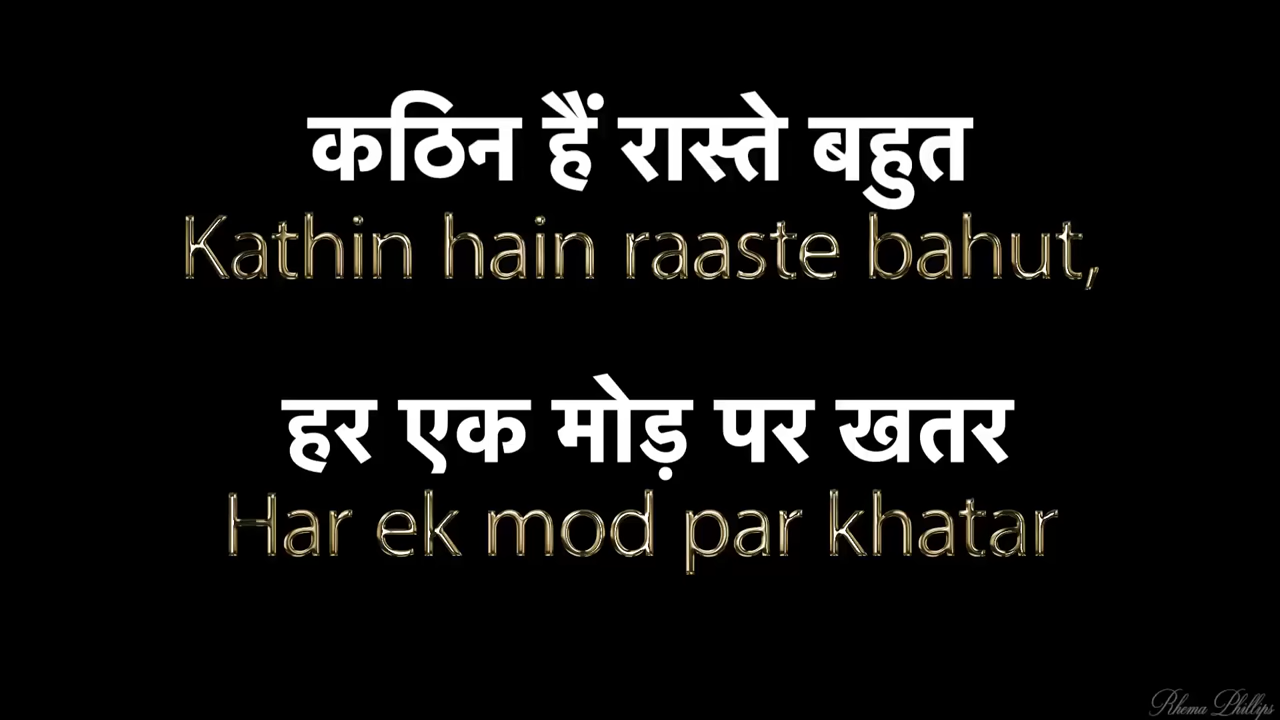 कठिन हैं रास्ते बहुत
Kathin hain raaste bahut,
हर एक मोड़ पर खतर
Har ek mod par khatar
Rhema Phillips